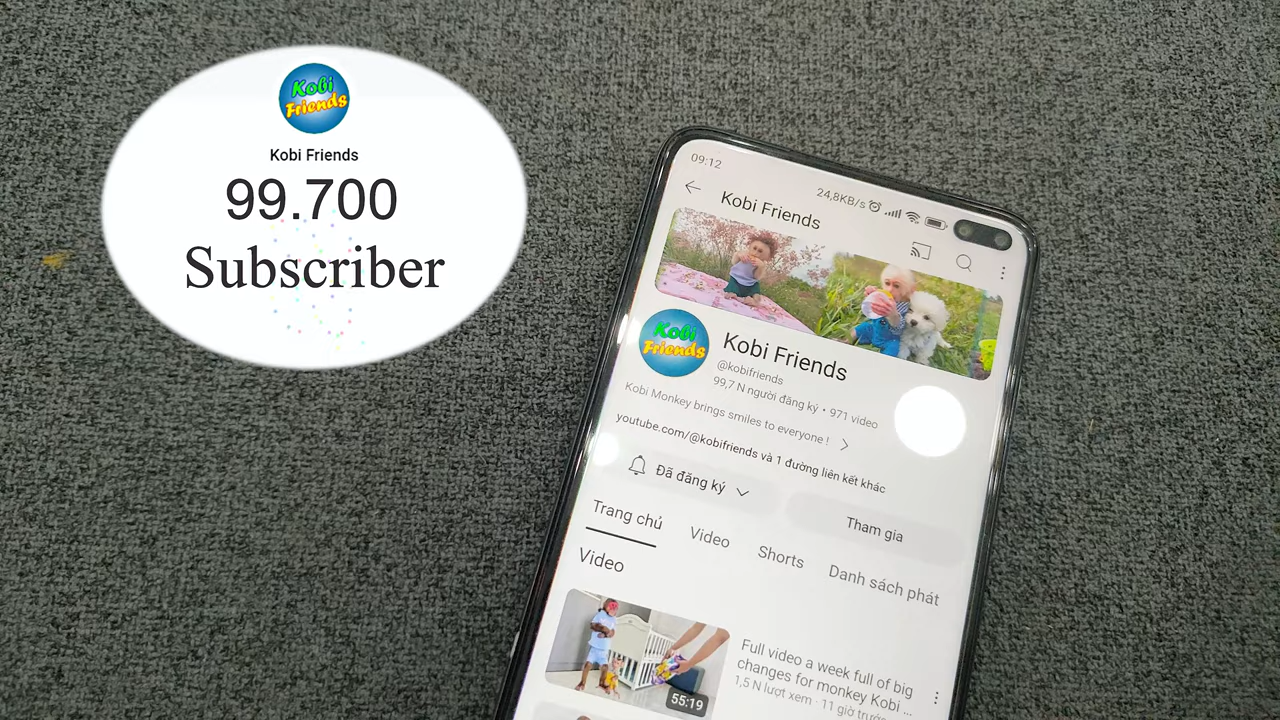 Kobi
Friends
Kobi Friends
99.700
Subscriber
09:12
24,8KB/s
Kobi Friends
Kobi
Friends
Kobi Friends
@kobifriends
99,7 N người đăng ký • 971 video
Kobi Monkey brings smiles to everyone !
youtube.com/@kobifriends và 1 đường liên kết khác
Đã đăng ký
Tham gia
Trang chủ
Video
Shorts
Danh sách phát
Video
55:19
Full video a week full of big
changes for monkey Kobi ...
1,5 N lượt xem · 11 giờ trước